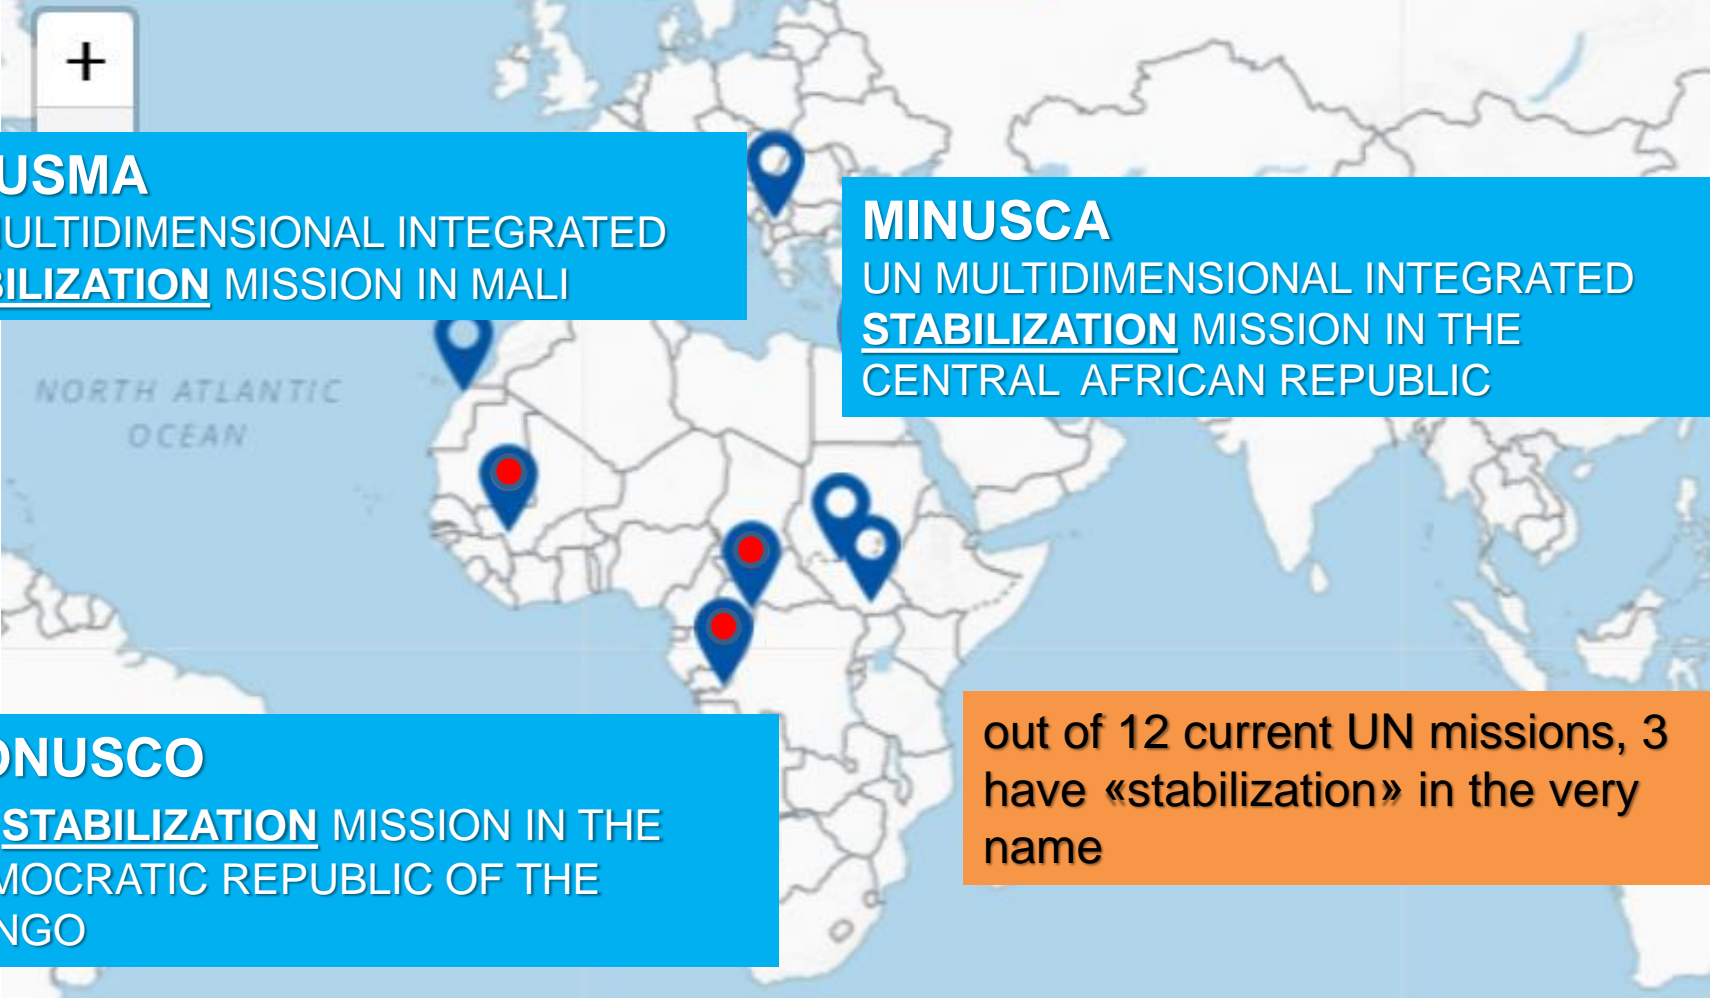 +
USMA
ULTIDIMENSIONAL INTEGRATED
BILIZATION MISSION IN MALI
MINUSCA
UN MULTIDIMENSIONAL INTEGRATED
STABILIZATION MISSION IN THE
CENTRAL AFRICAN REPUBLIC
NORTH ATLANTIC
OCEAN
ONUSCO
STABILIZATION MISSION IN THE
MOCRATIC REPUBLIC OF THE
NGO
out of 12 current UN missions, 3
have «stabilization» in the very
name